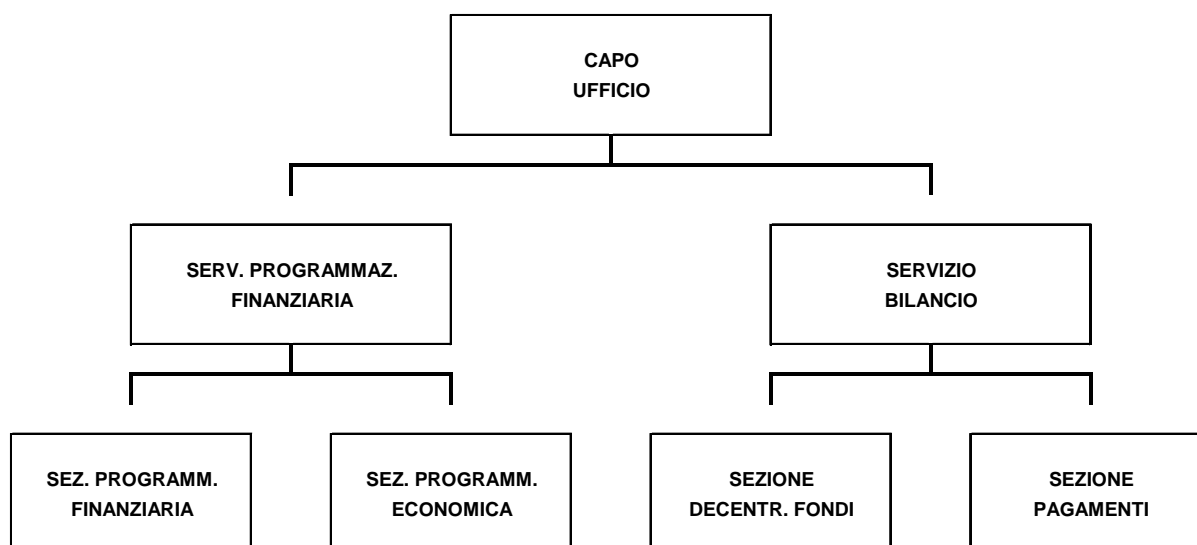 CAPO
UFFICIO
SERV. PROGRAMMAZ.
FINANZIARIA
SERVIZIO
BILANCIO
SEZ. PROGRAMM.
FINANZIARIA
SEZ. PROGRAMM.
ECONOMICA
SEZIONE
DECENTR. FONDI
SEZIONE
PAGAMENTI